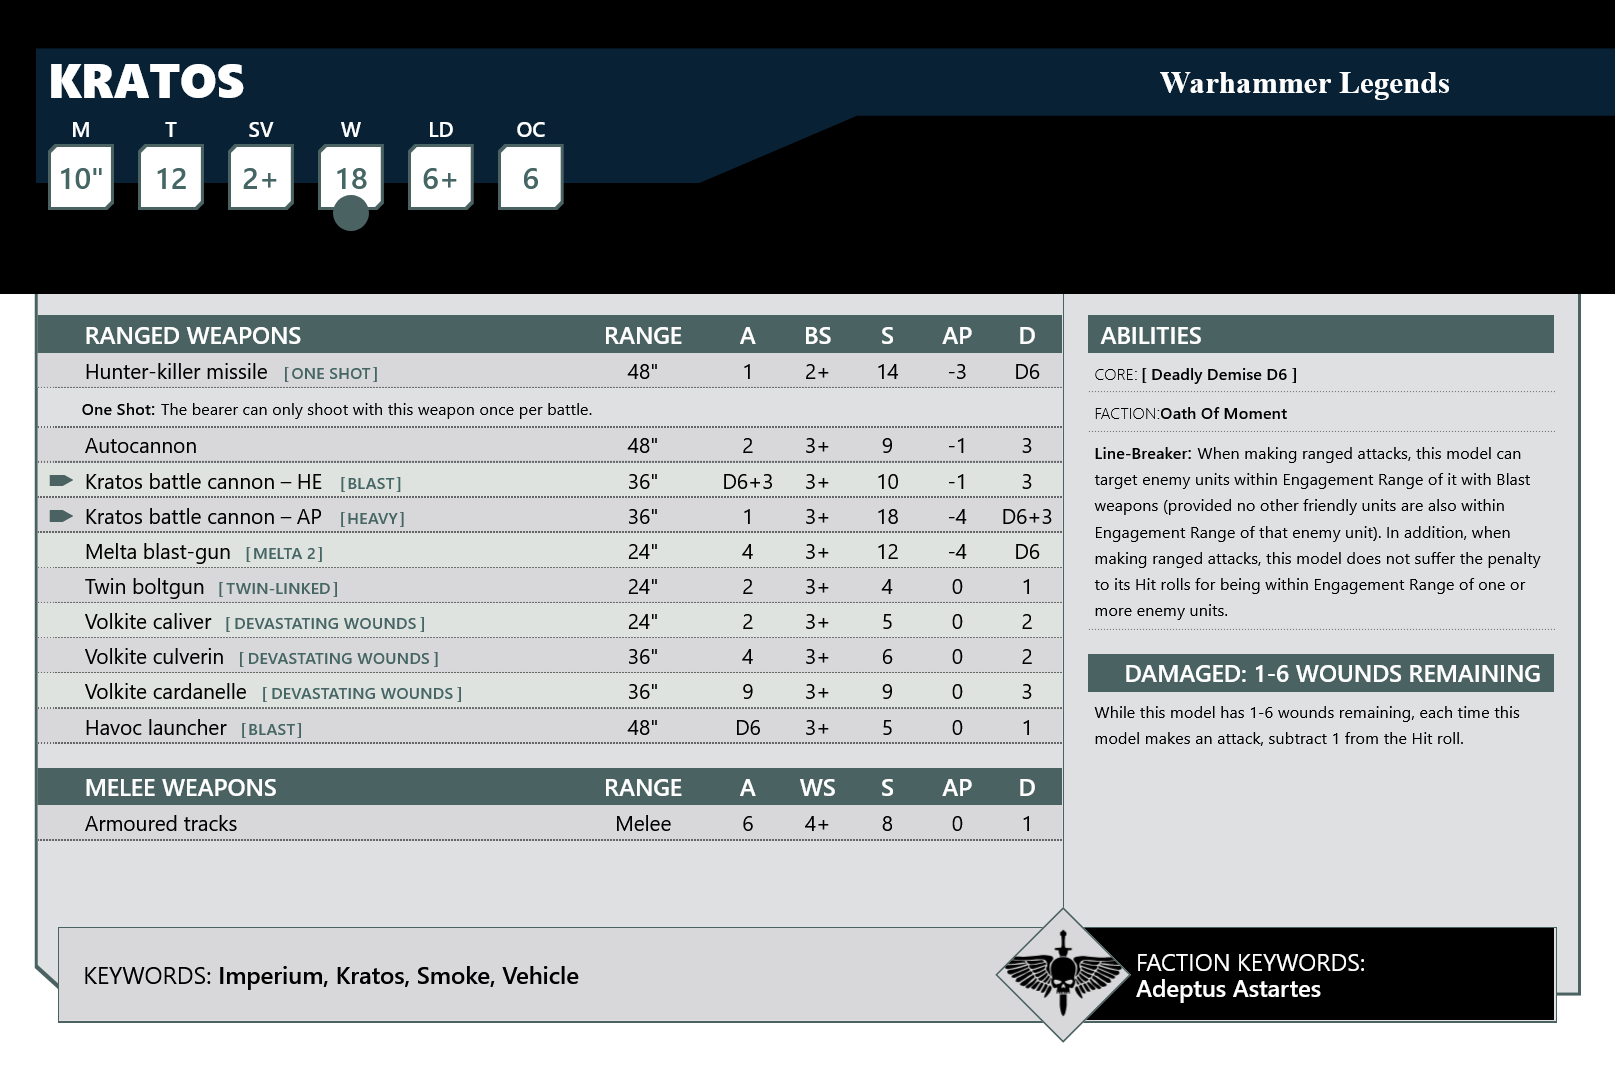 KRATOS
Warhammer Legends
M T SV W LD OC
10" 12 2+ 18 6+ 6
RANGED WEAPONS RANGE A BS S AP D
Hunter-killer missile [ONE SHOT] 48" 1 2+ 14 -3 D6
One Shot: The bearer can only shoot with this weapon once per battle.
Autocannon 48" 2 3+ 9 -1 3
Kratos battle cannon – HE [BLAST] 36" D6+3 3+ 10 -1 3
Kratos battle cannon – AP [HEAVY] 36" 1 3+ 18 -4 D6+3
Melta blast-gun [MELTA 2] 24" 4 3+ 12 -4 D6
Twin boltgun [TWIN-LINKED] 24" 2 3+ 4 0 1
Volkite caliver [DEVASTATING WOUNDS] 24" 2 3+ 5 0 2
Volkite culverin [DEVASTATING WOUNDS] 36" 4 3+ 6 0 2
Volkite cardanelle [DEVASTATING WOUNDS] 36" 9 3+ 9 0 3
Havoc launcher [BLAST] 48" D6 3+ 5 0 1
MELEE WEAPONS RANGE A WS S AP D
Armoured tracks Melee 6 4+ 8 0 1
ABILITIES
CORE: [ Deadly Demise D6 ]
FACTION:Oath Of Moment
Line-Breaker: When making ranged attacks, this model can
target enemy units within Engagement Range of it with Blast
weapons (provided no other friendly units are also within
Engagement Range of that enemy unit). In addition, when
making ranged attacks, this model does not suffer the penalty
to its Hit rolls for being within Engagement Range of one or
more enemy units.
DAMAGED: 1-6 WOUNDS REMAINING
While this model has 1-6 wounds remaining, each time this
model makes an attack, subtract 1 from the Hit roll.
KEYWORDS: Imperium, Kratos, Smoke, Vehicle
FACTION KEYWORDS:
Adeptus Astartes